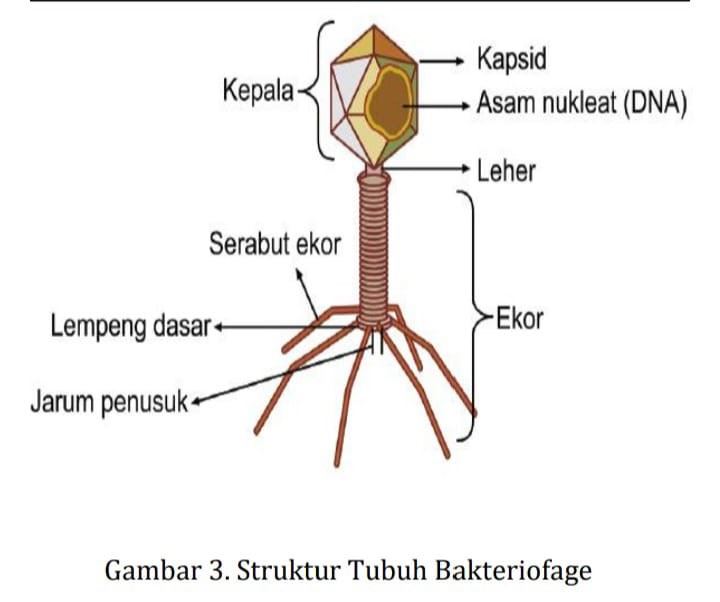 Kepala
Kapsid
Asam nukleat (DNA)
Leher
Serabut ekor
Lempeng dasar
Ekor
Jarum penusuk
Gambar 3. Struktur Tubuh Bakteriofage